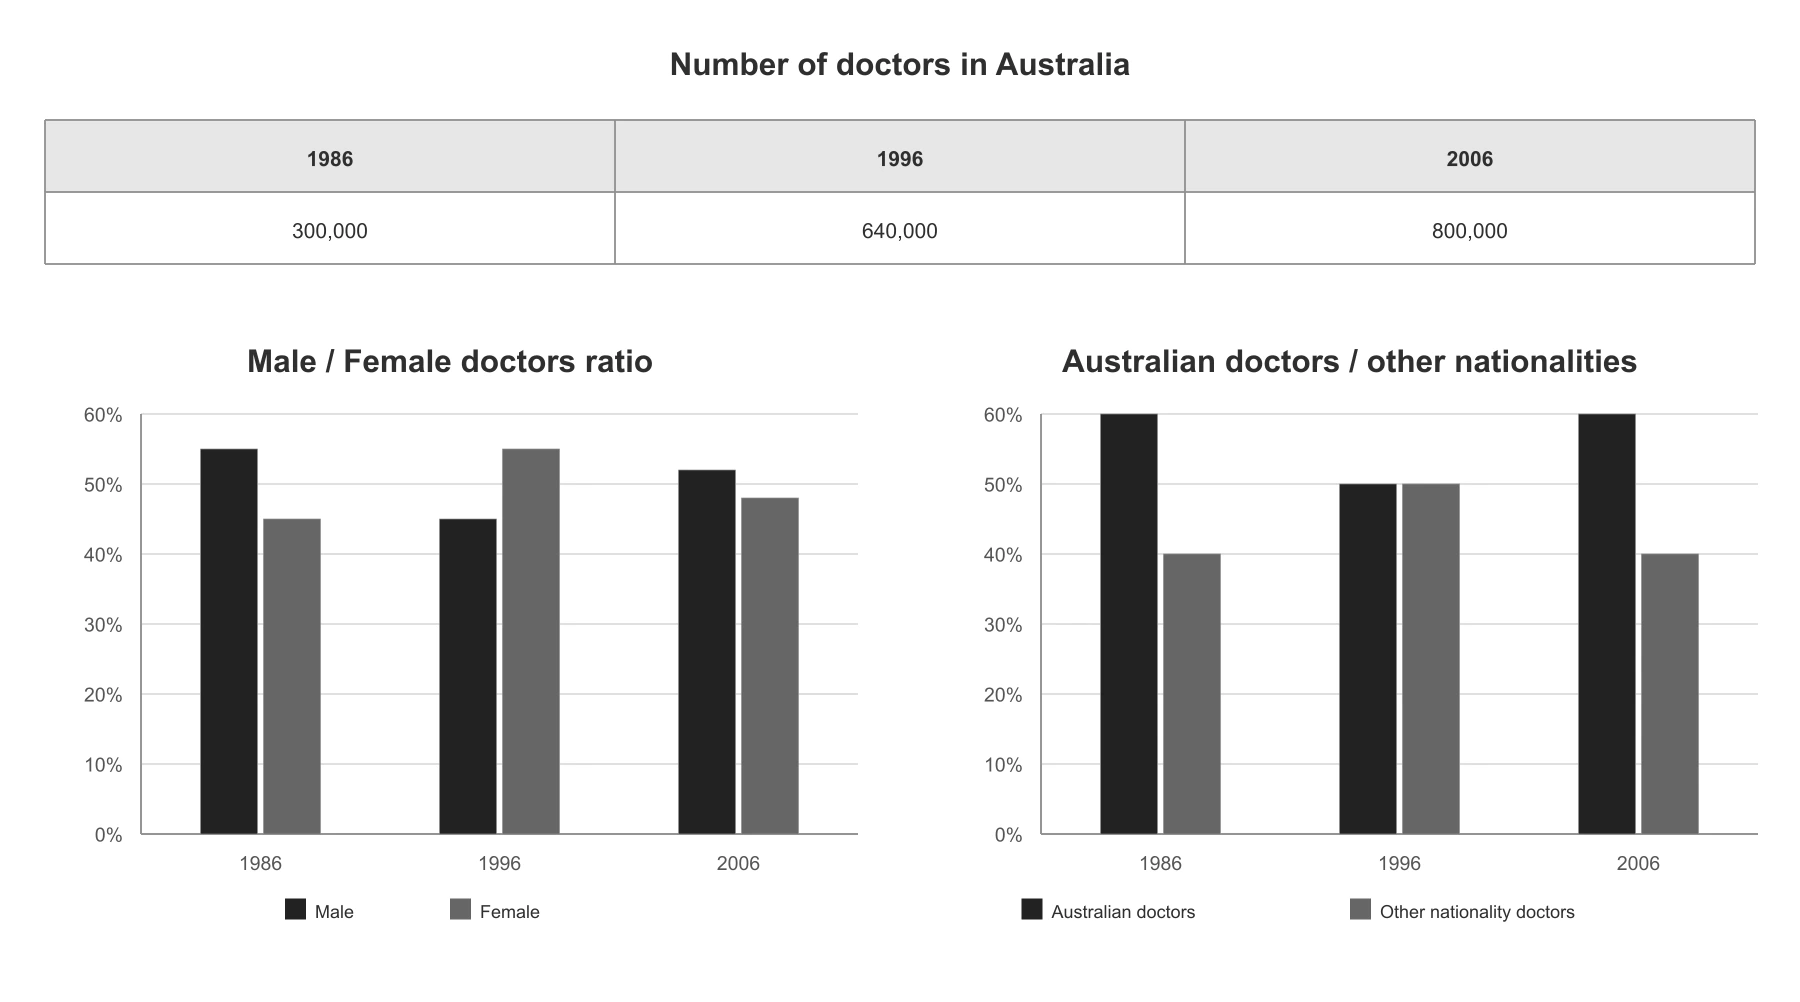 Number of doctors in Australia
1986 1996 2006
300,000 640,000 800,000
Male / Female doctors ratio
60%
50%
40%
30%
20%
10%
0%
1986 1996 2006
Male Female
Australian doctors / other nationalities
60%
50%
40%
30%
20%
10%
0%
1986 1996 2006
Australian doctors Other nationality doctors